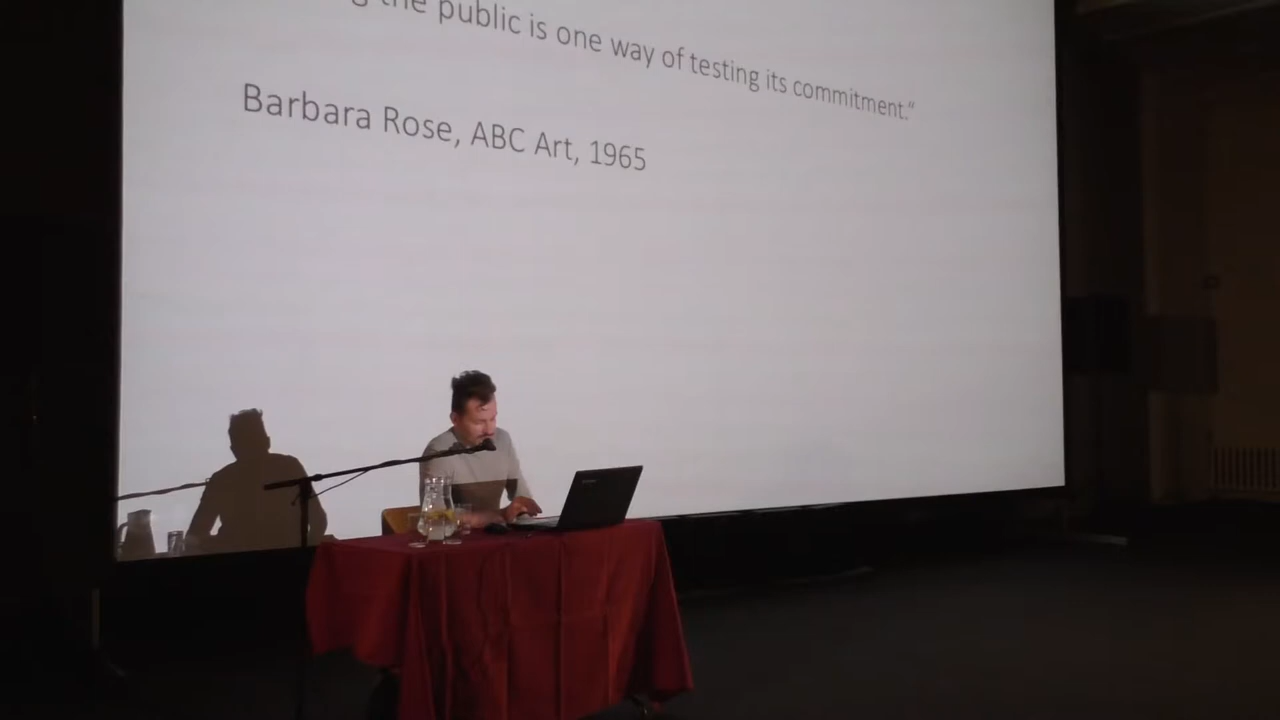 the public is one way of testing its commitment.”
Barbara Rose, ABC Art, 1965